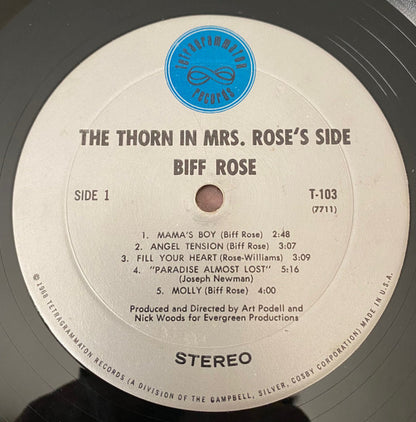 tetragrammaton
records
THE THORN IN MRS. ROSE'S SIDE
BIFF ROSE
SIDE 1
T-103
(7711)
1. MAMA'S BOY (Biff Rose) 2:48
2. ANGEL TENSION (Biff Rose) 3:07
3. FILL YOUR HEART (Rose-Williams) 3:09
4. "PARADISE ALMOST LOST" 5:16
(Joseph Newman)
5. MOLLY (Biff Rose) 4:00
Produced and Directed by Art Podell and
Nick Woods for Evergreen Productions
STEREO
© 1968 TETRAGRAMMATON RECORDS (A DIVISION OF THE CAMPBELL, SILVER, COSBY CORPORATION) MADE IN U.S.A.